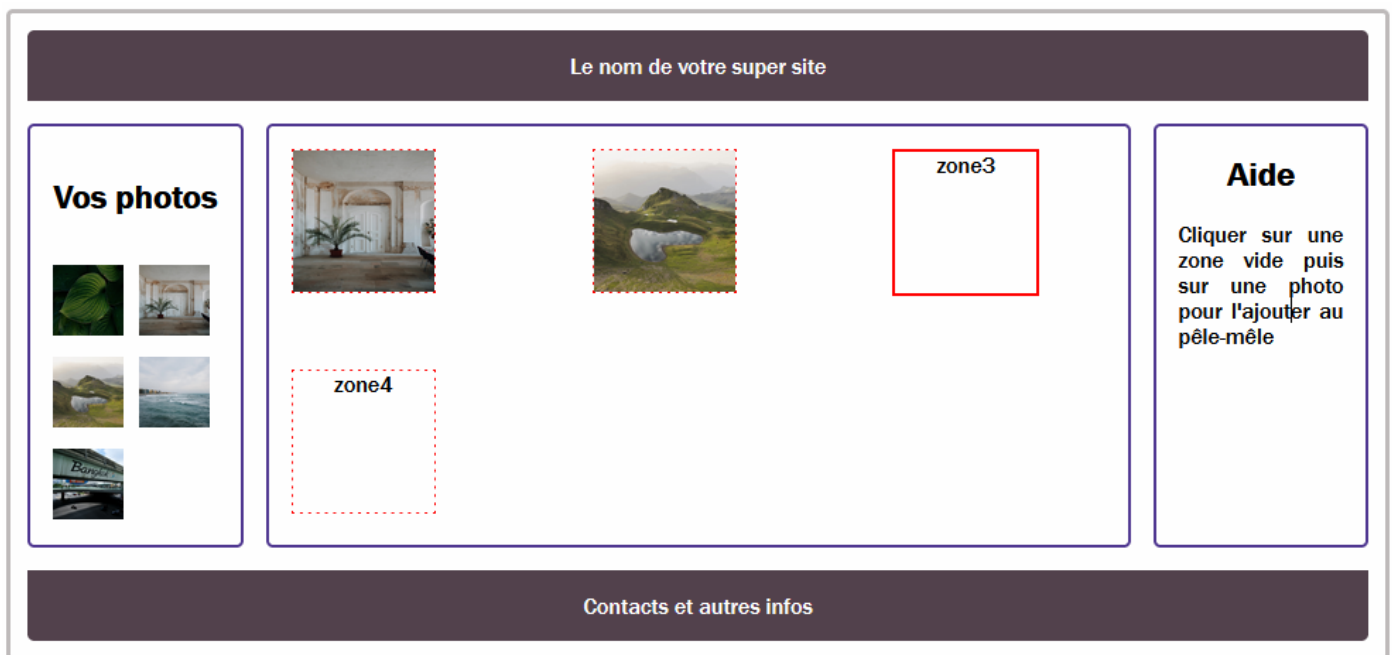 Le nom de votre super site
Vos photos
Bangkok
zone3
zone4
Aide
Cliquer sur une
zone vide puis
sur une photo
pour l'ajouter au
pêle-mêle
Contacts et autres infos